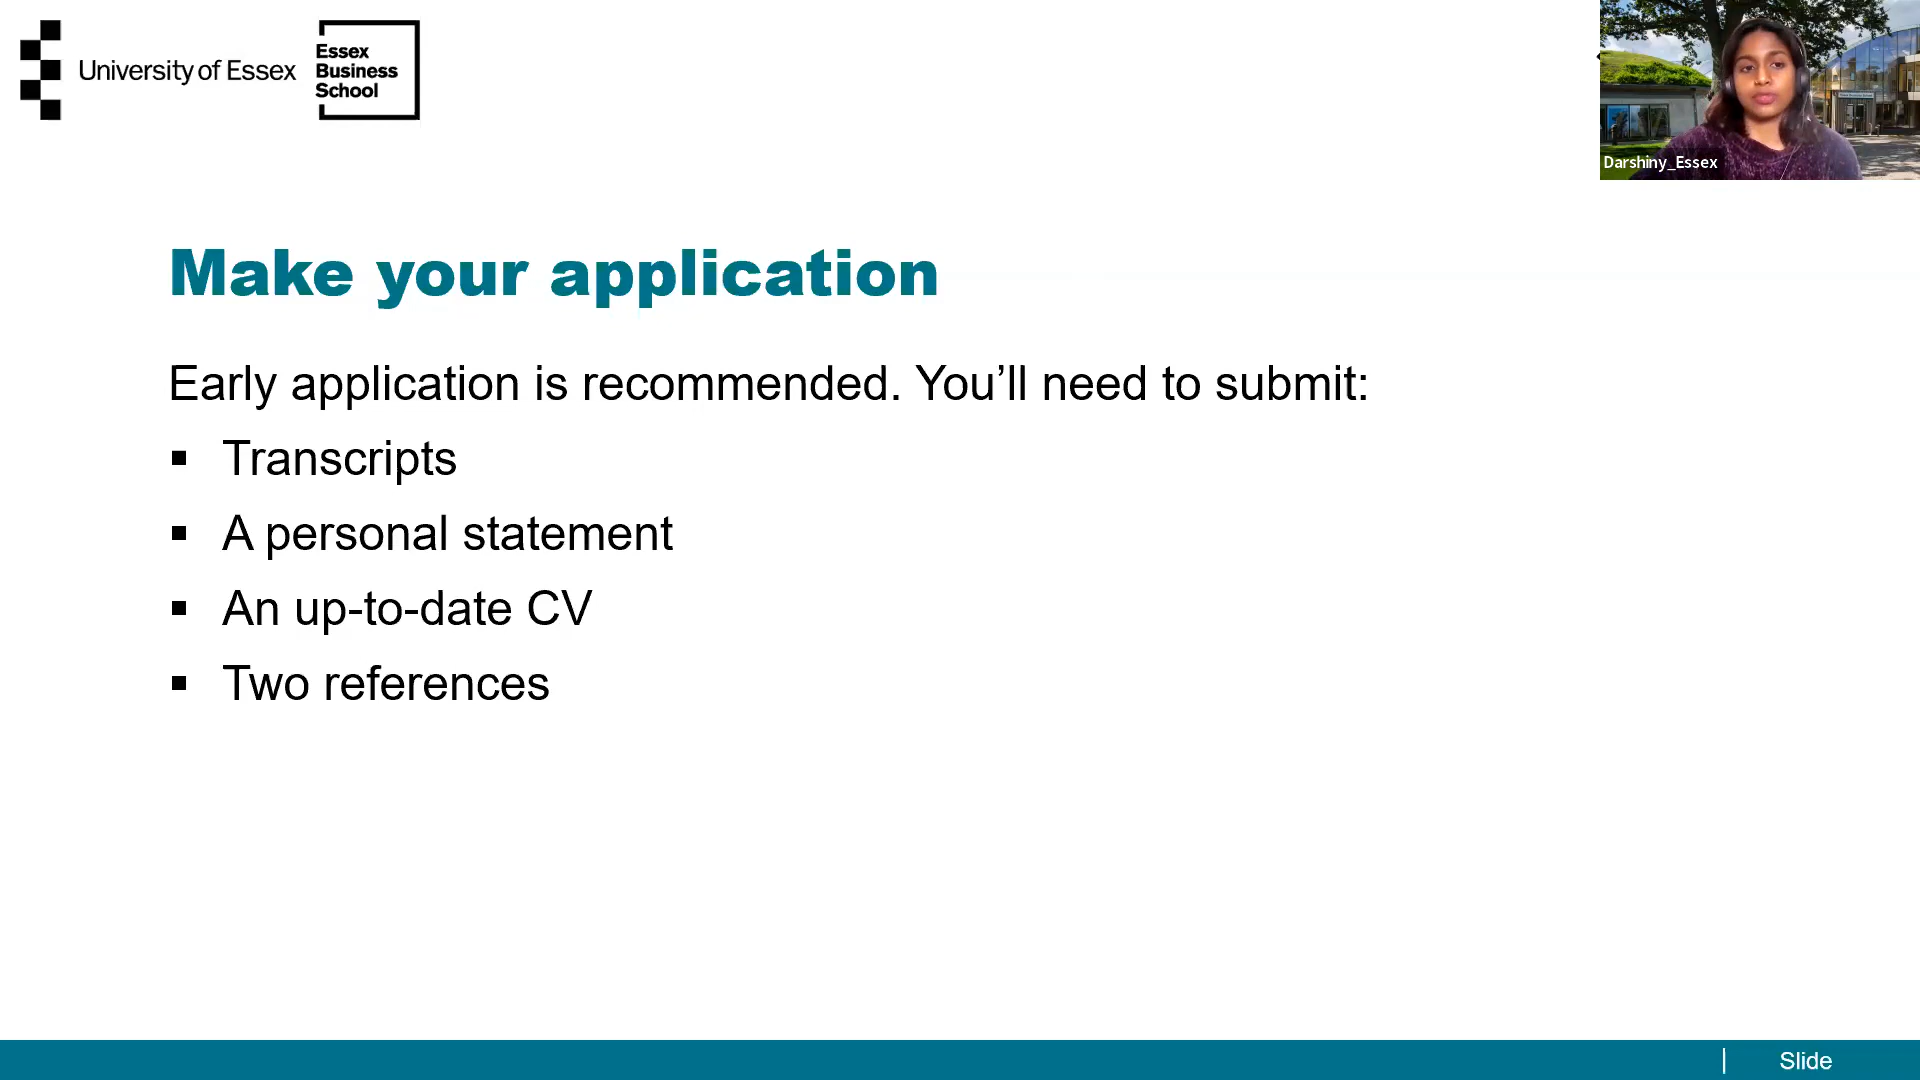 University of Essex
Essex
Business
School
Darshiny_Essex
Make your application
Early application is recommended. You’ll need to submit:
▪ Transcripts
▪ A personal statement
▪ An up-to-date CV
▪ Two references
| Slide